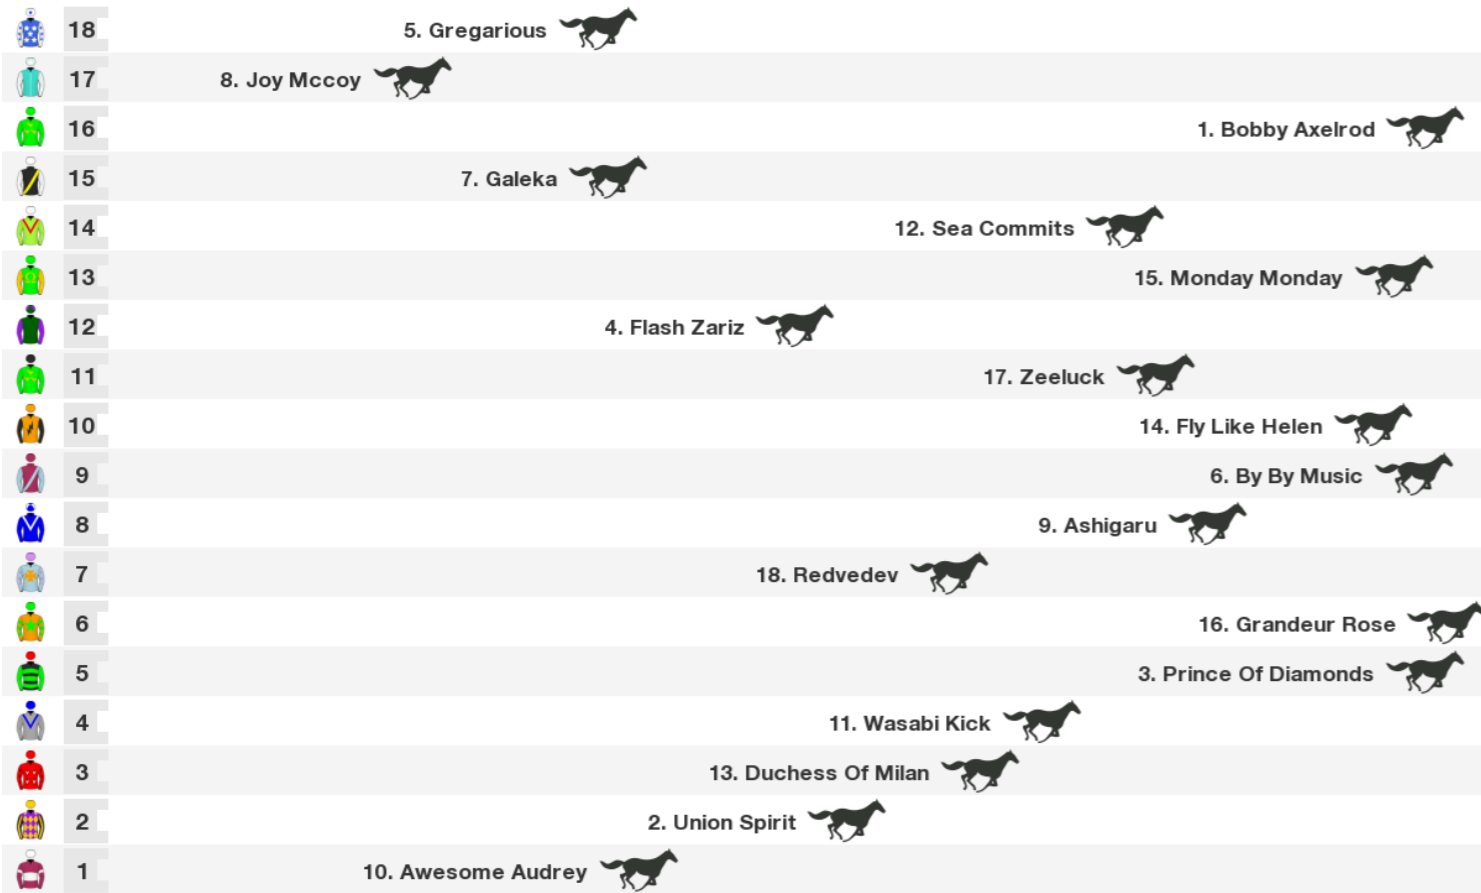 18 5. Gregarious
17 8. Joy Mccoy
16 1. Bobby Axelrod
15 7. Galeka
14 12. Sea Commits
13 15. Monday Monday
12 4. Flash Zariz
11 17. Zeeluck
10 14. Fly Like Helen
9 6. By By Music
8 9. Ashigaru
7 18. Redvedev
6 16. Grandeur Rose
5 3. Prince Of Diamonds
4 11. Wasabi Kick
3 13. Duchess Of Milan
2 2. Union Spirit
1 10. Awesome Audrey